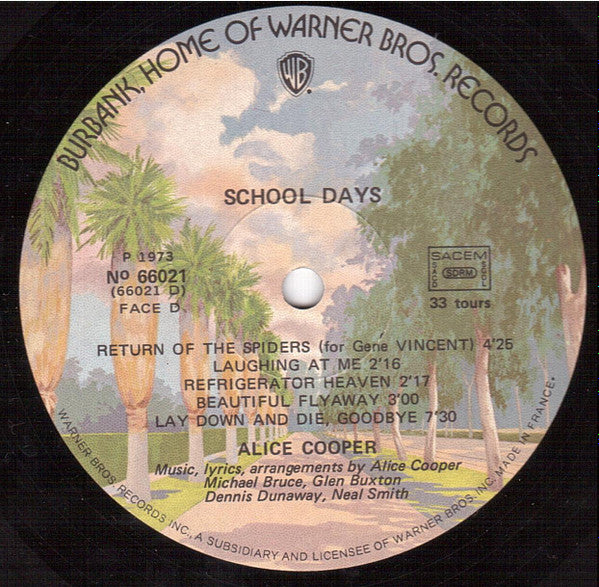 BURBANK, HOME OF WARNER BROS. RECORDS
WB
SCHOOL DAYS
P 1973
No 66021
(66021 D)
FACE D
SACEM
SACD SDRM SGDL
33 tours
RETURN OF THE SPIDERS (for Gene VINCENT) 4'25
LAUGHING AT ME 2'16
REFRIGERATOR HEAVEN 2'17
BEAUTIFUL FLYAWAY 3'00
LAY DOWN AND DIE, GOODBYE 7'30
ALICE COOPER
Music, lyrics, arrangements by Alice Cooper
Michael Bruce, Glen Buxton
Dennis Dunaway, Neal Smith
WARNER BROS. RECORDS INC., A SUBSIDIARY AND LICENSEE OF WARNER BROS. INC. MADE IN FRANCE.